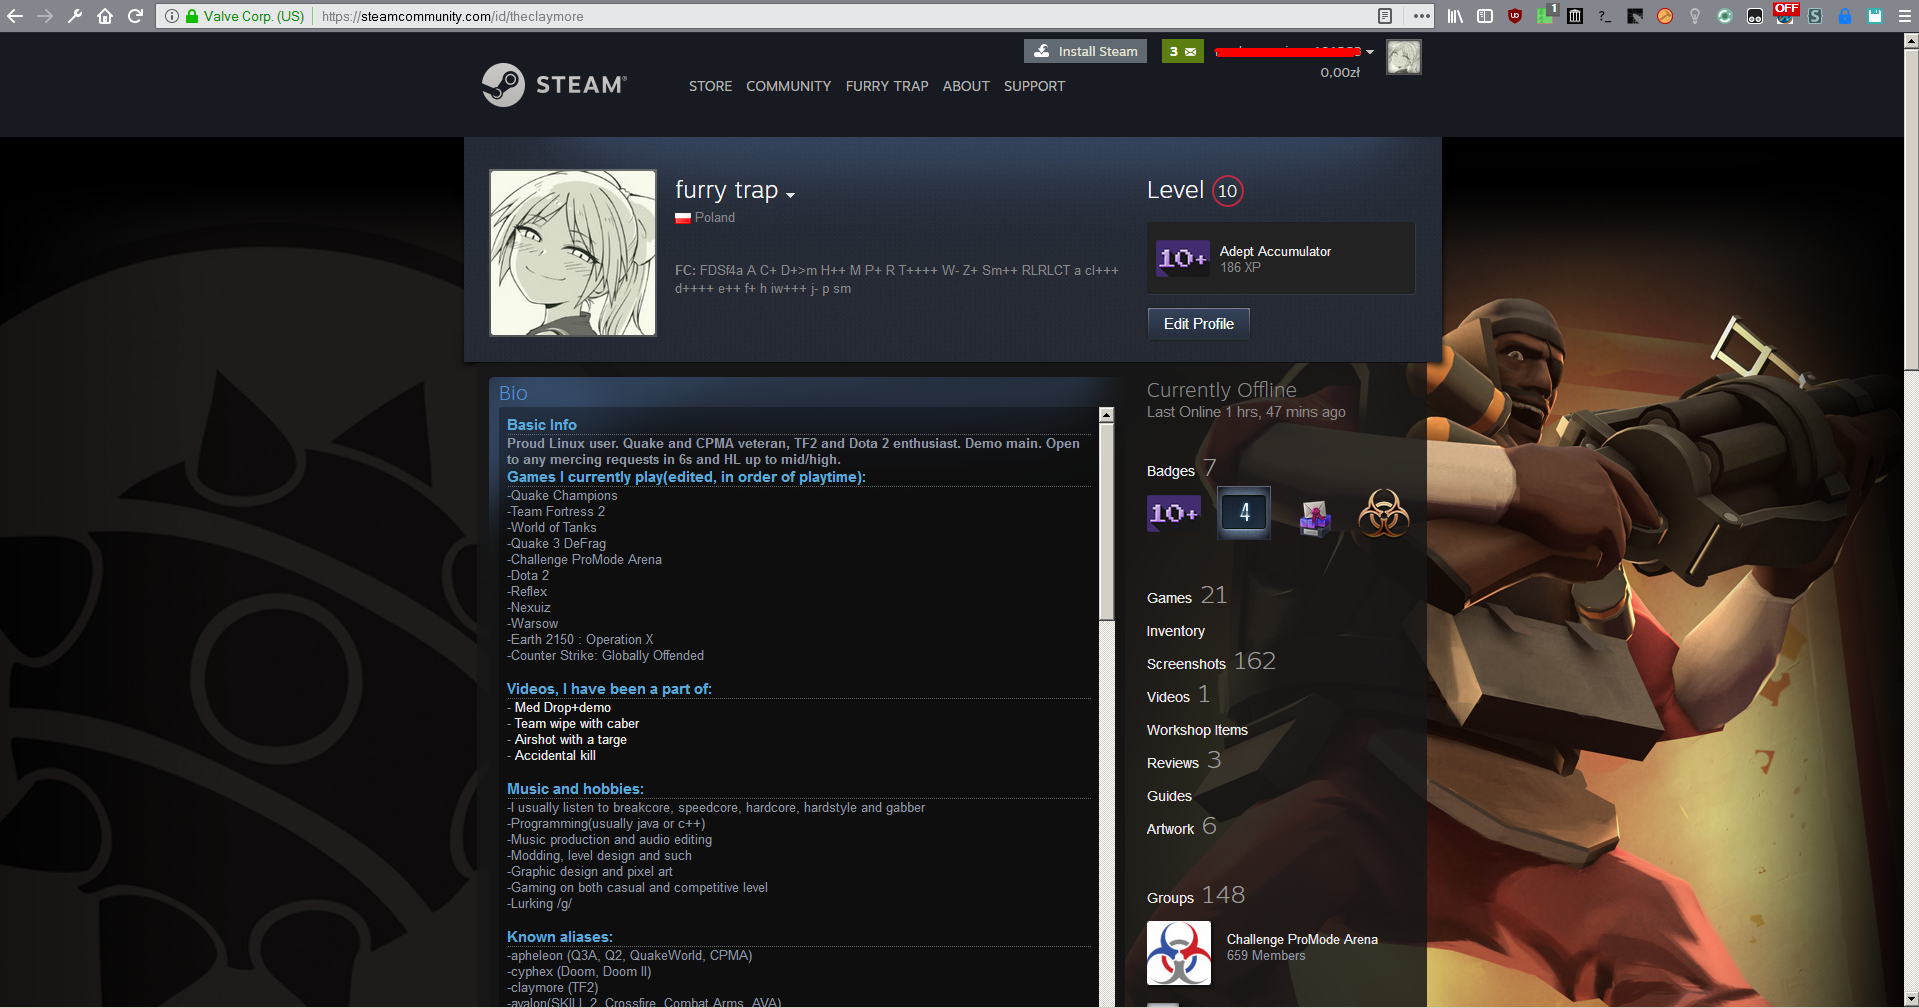 Valve Corp. (US)
https://steamcommunity.com/id/theclaymore
1
OFF
Install Steam
3
0,00zł
STEAM
STORE COMMUNITY FURRY TRAP ABOUT SUPPORT
furry trap
Poland
FC: FDSf4a A C+ D+>m H++ M P+ R T++++ W- Z+ Sm++ RLRLCT a cl+++
d++++ e++ f+ h iw+++ j- p sm
Level 10
10+
Adept Accumulator
186 XP
Edit Profile
Bio
Basic Info
Proud Linux user. Quake and CPMA veteran, TF2 and Dota 2 enthusiast. Demo main. Open
to any mercing requests in 6s and HL up to mid/high.
Games I currently play(edited, in order of playtime):
-Quake Champions
-Team Fortress 2
-World of Tanks
-Quake 3 DeFrag
-Challenge ProMode Arena
-Dota 2
-Reflex
-Nexuiz
-Warsow
-Earth 2150 : Operation X
-Counter Strike: Globally Offended
Videos, I have been a part of:
- Med Drop+demo
- Team wipe with caber
- Airshot with a targe
- Accidental kill
Music and hobbies:
-I usually listen to breakcore, speedcore, hardcore, hardstyle and gabber
-Programming(usually java or c++)
-Music production and audio editing
-Modding, level design and such
-Graphic design and pixel art
-Gaming on both casual and competitive level
-Lurking /g/
Known aliases:
-apheleon (Q3A, Q2, QuakeWorld, CPMA)
-cyphex (Doom, Doom II)
-claymore (TF2)
-avalon(SKILL 2, Crossfire, Combat Arms, AVA)
Currently Offline
Last Online 1 hrs, 47 mins ago
Badges 7
10+
4
Games 21
Inventory
Screenshots 162
Videos 1
Workshop Items
Reviews 3
Guides
Artwork 6
Groups 148
Challenge ProMode Arena
659 Members